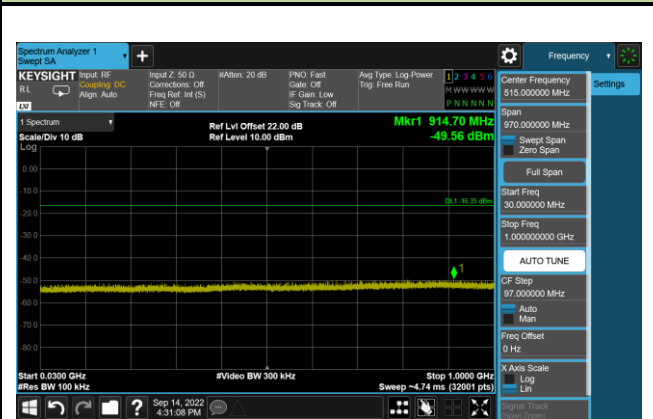 Spectrum Analyzer 1
Swept SA
Frequency
KEYSIGHT
RL
Input: RF
Coupling: DC
Align: Auto
Input Z: 50 Ω
Corrections: Off
Freq Ref: Int (S)
NFE: Off
#Atten: 20 dB
PNO: Fast
Gate: Off
IF Gain: Low
Sig Track: Off
Avg Type: Log-Power
Trig: Free Run
1 2 3 4 5 6
M W W W W W
P N N N N N
1 Spectrum
Scale/Div 10 dB
Log
Ref Lvl Offset 22.00 dB
Ref Level 10.00 dBm
Mkr1 914.70 MHz
-49.56 dBm
0.00
-10.0
-20.0
-30.0
-40.0
-50.0
-60.0
-70.0
-80.0
DL1 -16.35 dBm
1
Start 0.0300 GHz
#Res BW 100 kHz
#Video BW 300 kHz
Stop 1.0000 GHz
Sweep ~4.74 ms (32001 pts)
Sep 14, 2022
4:31:08 PM
Center Frequency
515.000000 MHz
Settings
Span
970.000000 MHz
Swept Span
Zero Span
Full Span
Start Freq
30.000000 MHz
Stop Freq
1.000000000 GHz
AUTO TUNE
CF Step
97.000000 MHz
Auto
Man
Freq Offset
0 Hz
X Axis Scale
Log
Lin
Signal Track
(Span Zoom)